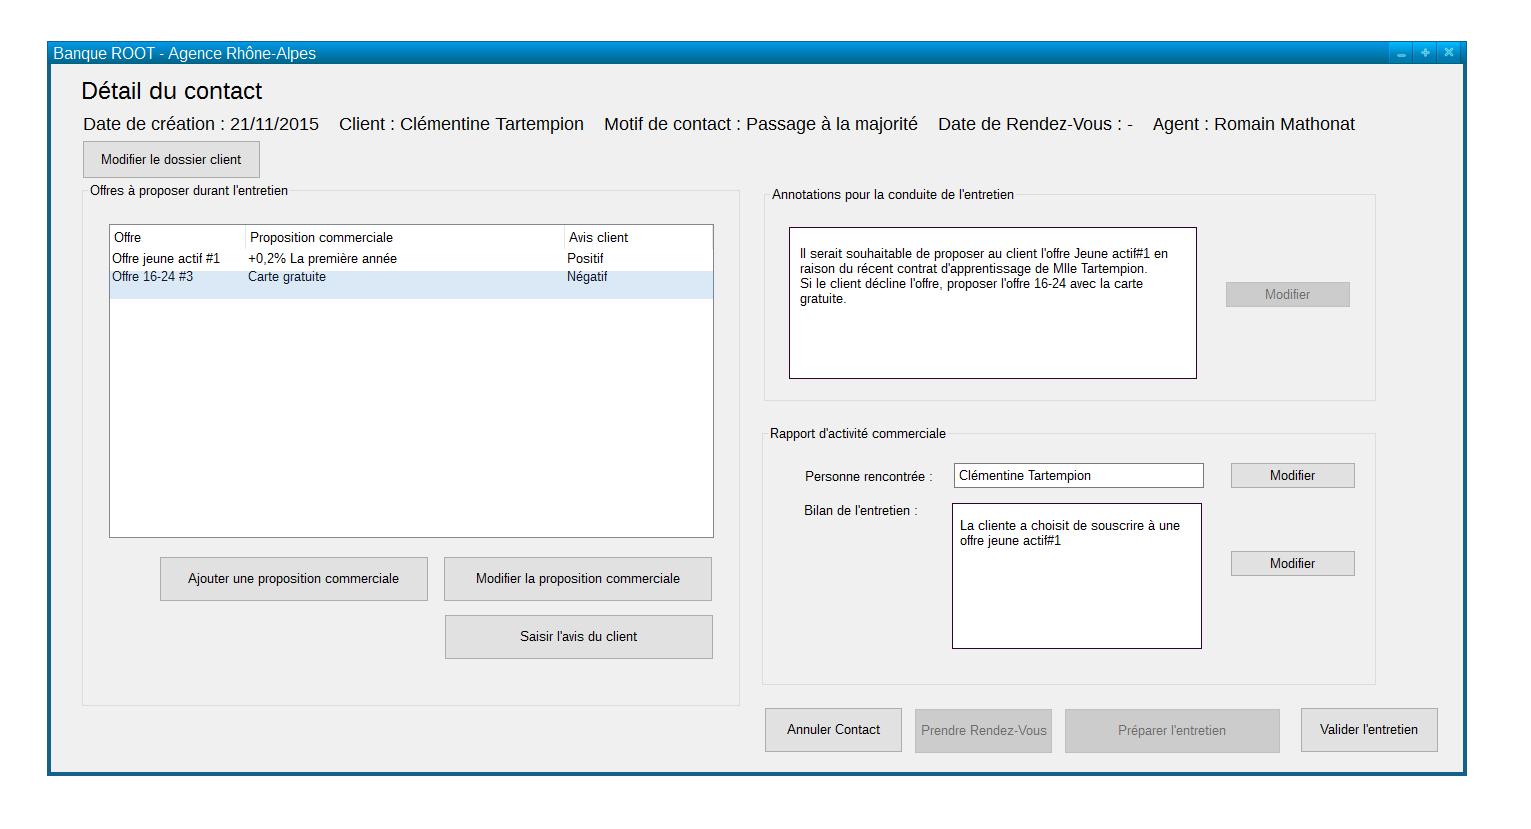 Banque ROOT - Agence Rhône-Alpes
Détail du contact
Date de création : 21/11/2015 Client : Clémentine Tartempion Motif de contact : Passage à la majorité Date de Rendez-Vous : - Agent : Romain Mathonat
Modifier le dossier client
Offres à proposer durant l'entretien
Offre Proposition commerciale Avis client
Offre jeune actif #1 +0,2% La première année Positif
Offre 16-24 #3 Carte gratuite Négatif
Ajouter une proposition commerciale
Modifier la proposition commerciale
Saisir l'avis du client
Annotations pour la conduite de l'entretien
Il serait souhaitable de proposer au client l'offre Jeune actif#1 en
raison du récent contrat d'apprentissage de Mlle Tartempion.
Si le client décline l'offre, proposer l'offre 16-24 avec la carte
gratuite.
Modifier
Rapport d'activité commerciale
Personne rencontrée : Clémentine Tartempion Modifier
Bilan de l'entretien :
La cliente a choisit de souscrire à une
offre jeune actif#1
Modifier
Annuler Contact
Prendre Rendez-Vous
Préparer l'entretien
Valider l'entretien